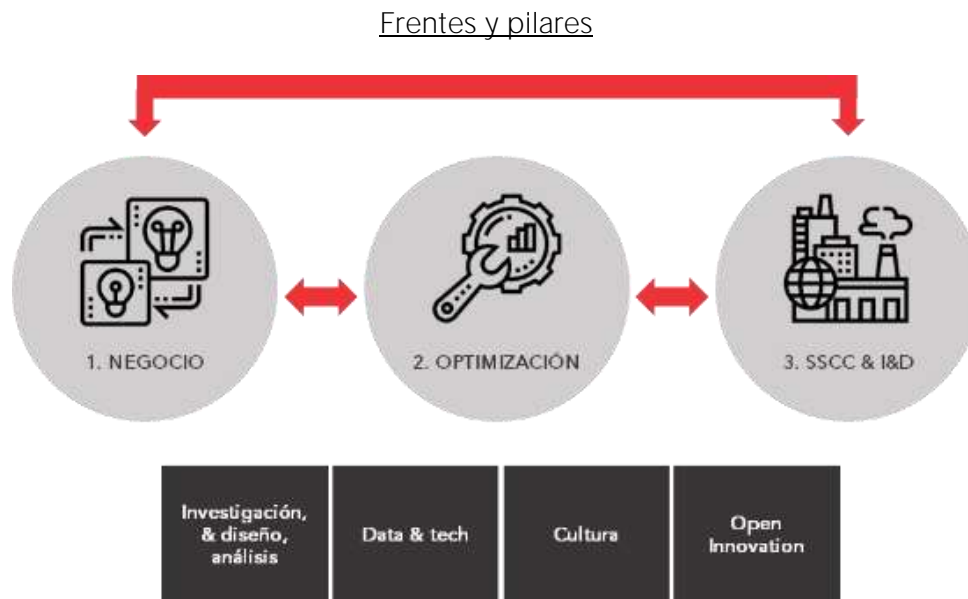 Frentes y pilares
1. NEGOCIO
2. OPTIMIZACIÓN
3. SSCC & I&D
Investigación,
& diseño,
análisis
Data & tech
Cultura
Open
Innovation